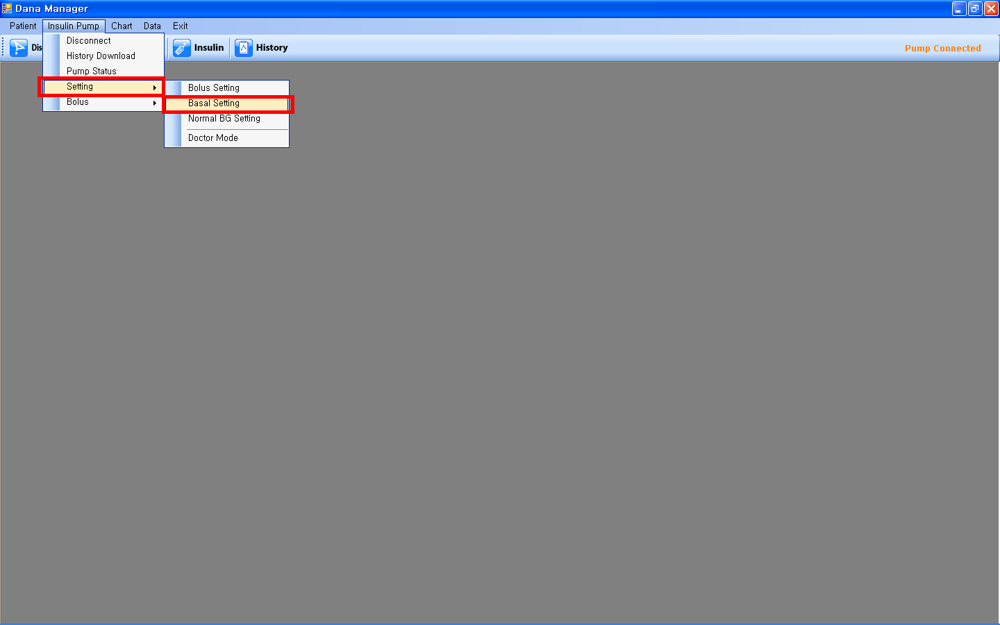 Dana Manager
Patient Insulin Pump Chart Data Exit
Dis Insulin History Pump Connected
Disconnect
History Download
Pump Status
Setting
Bolus
Bolus Setting
Basal Setting
Normal BG Setting
Doctor Mode